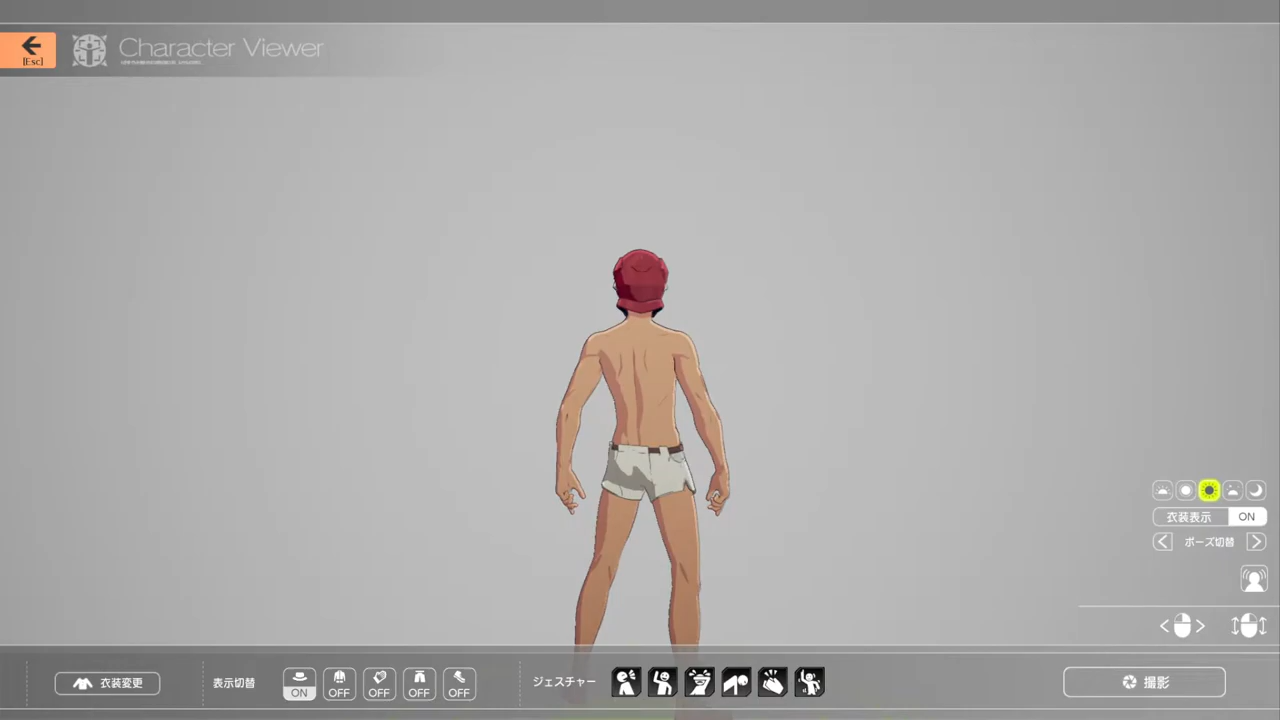 [Esc]
Character Viewer
衣装表示 ON
ポーズ切替
衣装変更
表示切替
ON OFF OFF OFF OFF
ジェスチャー
撮影